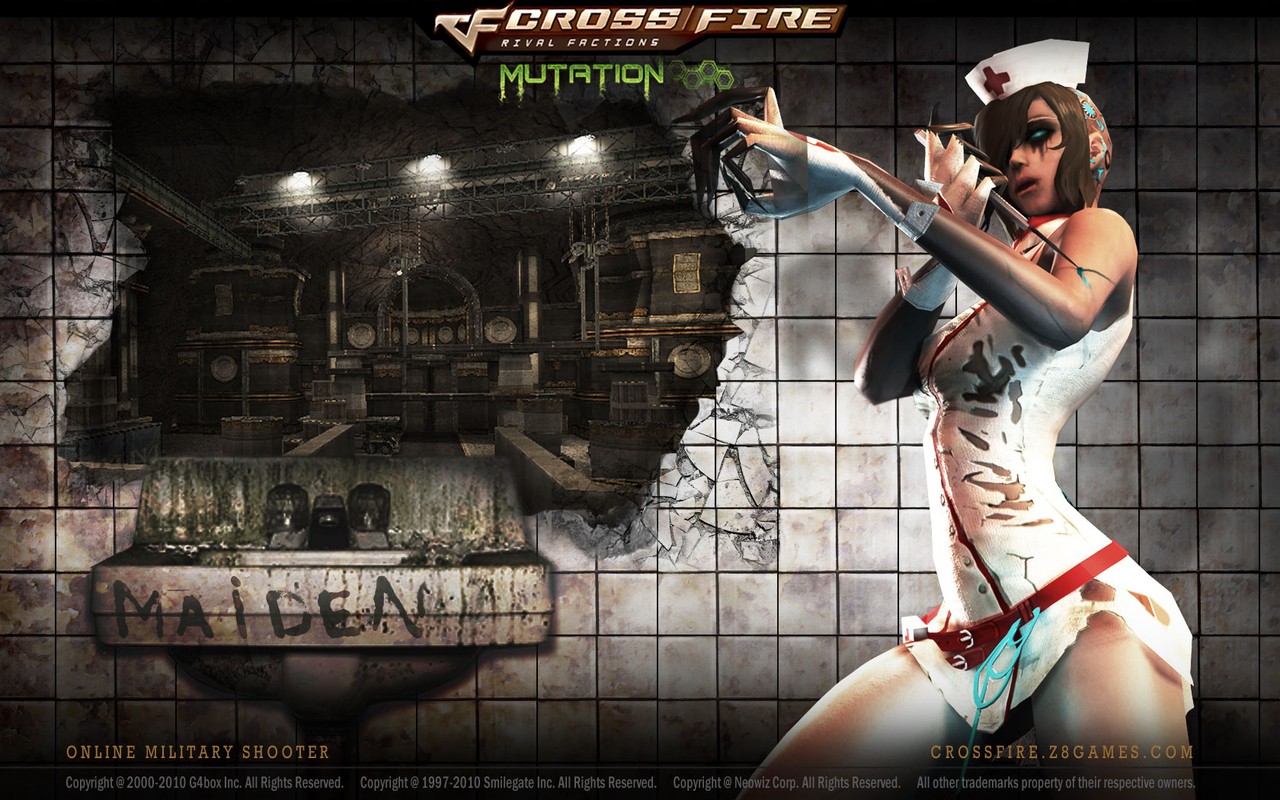 CF CROSS FIRE
RIVAL FACTIONS
MUTATION
MAiDEN
ONLINE MILITARY SHOOTER
CROSSFIRE.Z8GAMES.COM
Copyright @ 2000-2010 G4box Inc. All Rights Reserved. Copyright @ 1997-2010 Smilegate Inc. All Rights Reserved. Copyright @ Neowiz Corp. All Rights Reserved. All other trademarks property of their respective owners.